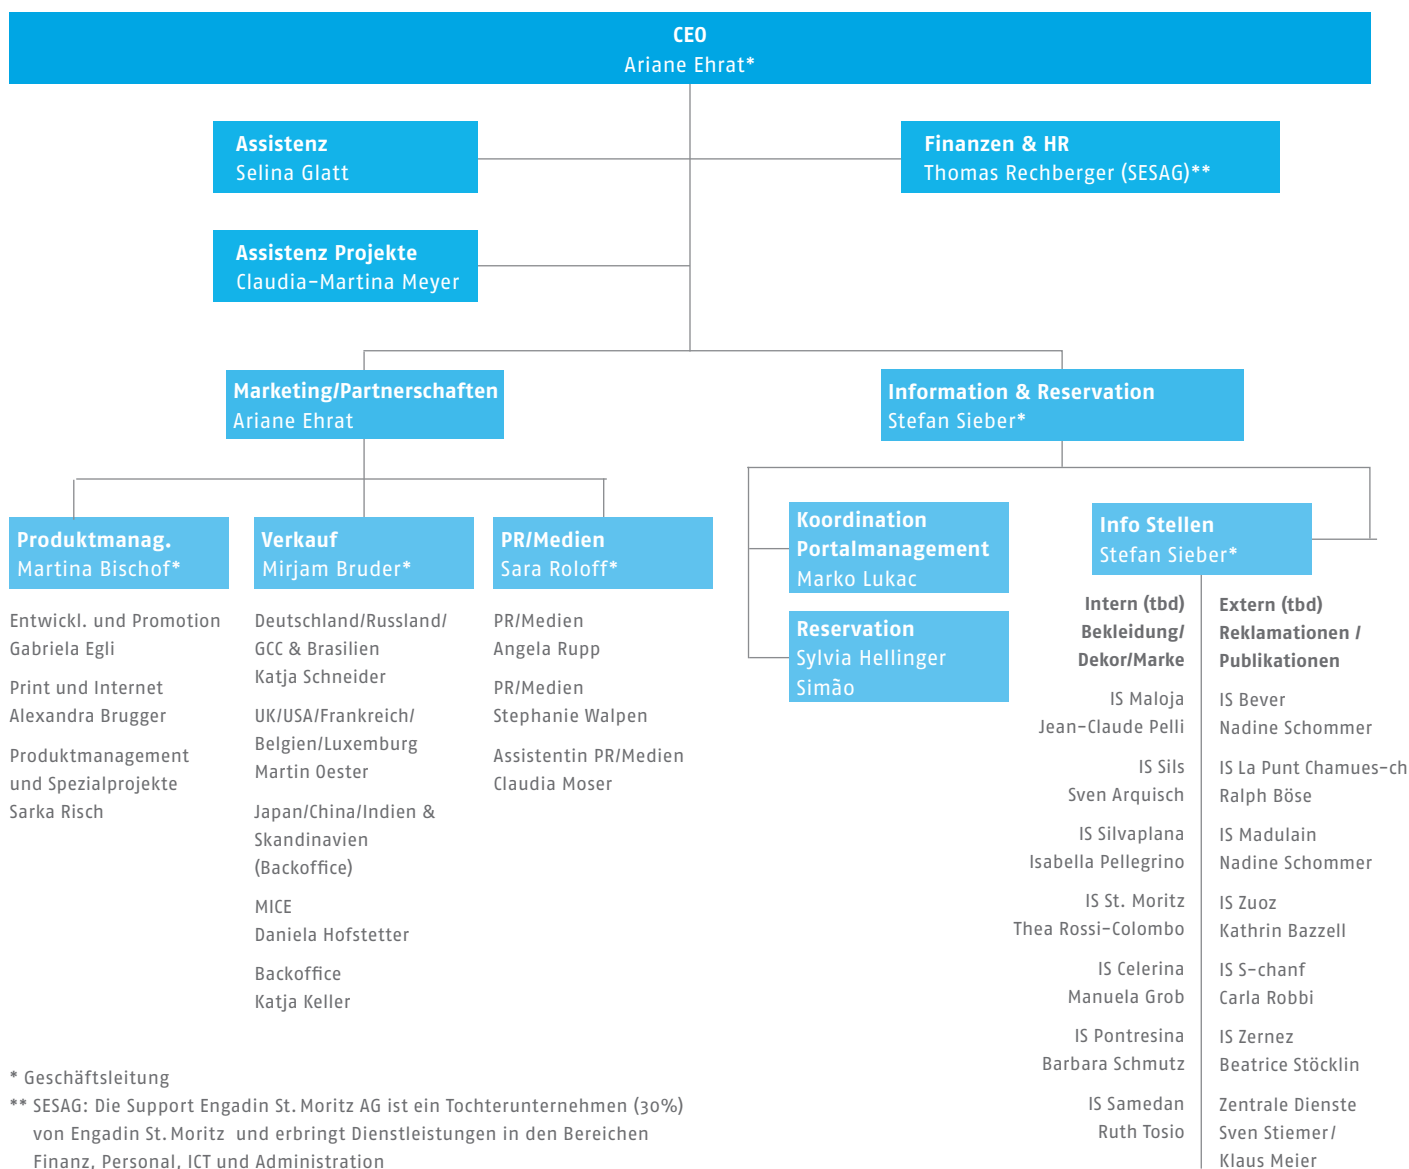 CEO
Ariane Ehrat*
Assistenz
Selina Glatt
Finanzen & HR
Thomas Rechberger (SESAG)**
Assistenz Projekte
Claudia-Martina Meyer
Marketing/Partnerschaften
Ariane Ehrat
Information & Reservation
Stefan Sieber*
Produktmanag.
Martina Bischof*
Entwickl. und Promotion
Gabriela Egli
Print und Internet
Alexandra Brugger
Produktmanagement
und Spezialprojekte
Sarka Risch
Verkauf
Mirjam Bruder*
Deutschland/Russland/
GCC & Brasilien
Katja Schneider
UK/USA/Frankreich/
Belgien/Luxemburg
Martin Oester
Japan/China/Indien &
Skandinavien
(Backoffice)
MICE
Daniela Hofstetter
Backoffice
Katja Keller
PR/Medien
Sara Roloff*
PR/Medien
Angela Rupp
PR/Medien
Stephanie Walpen
Assistentin PR/Medien
Claudia Moser
Koordination
Portalmanagement
Marko Lukac
Reservation
Sylvia Hellinger
Simão
Info Stellen
Stefan Sieber*
Intern (tbd)
Bekleidung/
Dekor/Marke
IS Maloja
Jean-Claude Pelli
IS Sils
Sven Arquisch
IS Silvaplana
Isabella Pellegrino
IS St. Moritz
Thea Rossi-Colombo
IS Celerina
Manuela Grob
IS Pontresina
Barbara Schmutz
IS Samedan
Ruth Tosio
Extern (tbd)
Reklamationen /
Publikationen
IS Bever
Nadine Schommer
IS La Punt Chamues-ch
Ralph Böse
IS Madulain
Nadine Schommer
IS Zuoz
Kathrin Bazzell
IS S-chanf
Carla Robbi
IS Zernez
Beatrice Stöcklin
Zentrale Dienste
Sven Stiemer/
Klaus Meier
* Geschäftsleitung
** SESAG: Die Support Engadin St. Moritz AG ist ein Tochterunternehmen (30%)
von Engadin St. Moritz und erbringt Dienstleistungen in den Bereichen
Finanz, Personal, ICT und Administration